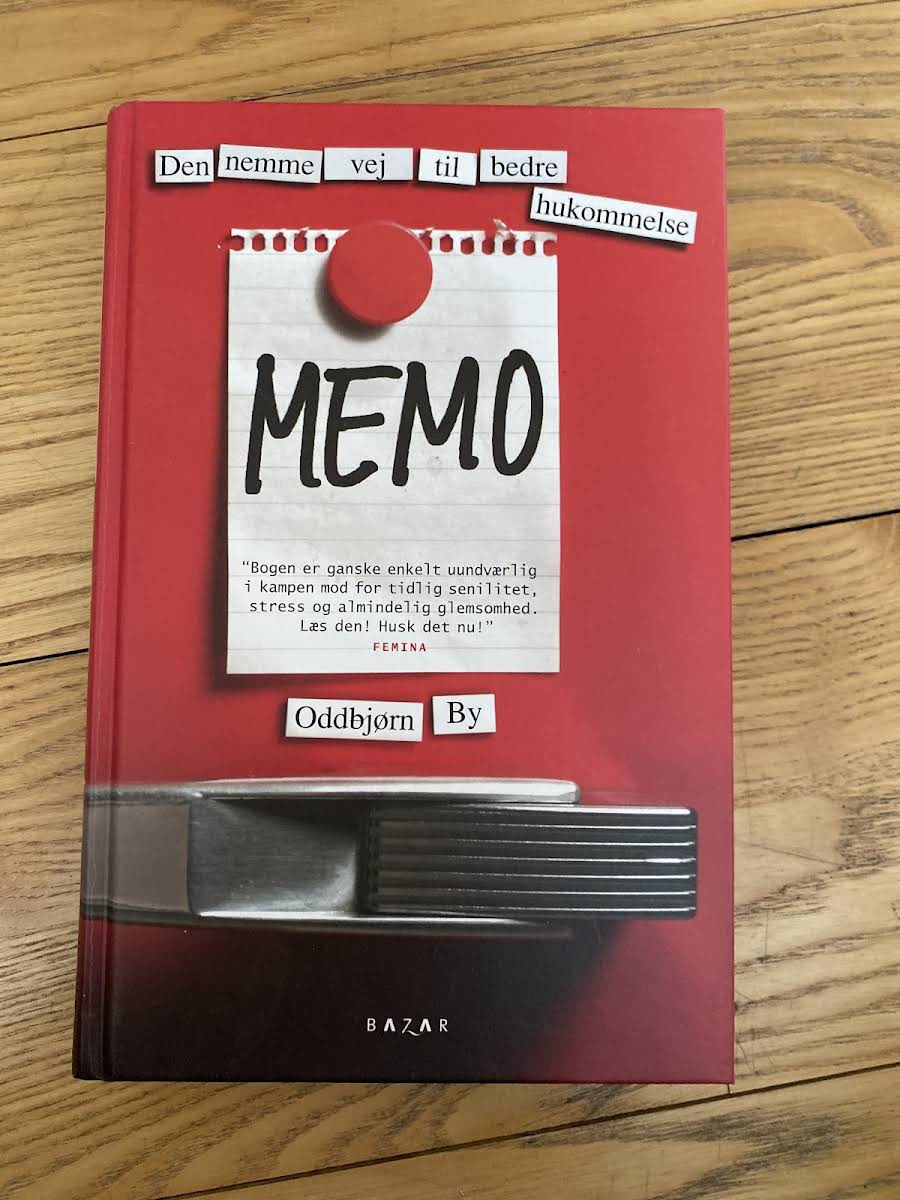 Den nemme vej til bedre
hukommelse
MEMO
“Bogen er ganske enkelt uundværlig
i kampen mod for tidlig senilitet,
stress og almindelig glemsomhed.
Læs den! Husk det nu!”
FEMINA
Oddbjørn By
BAZAR